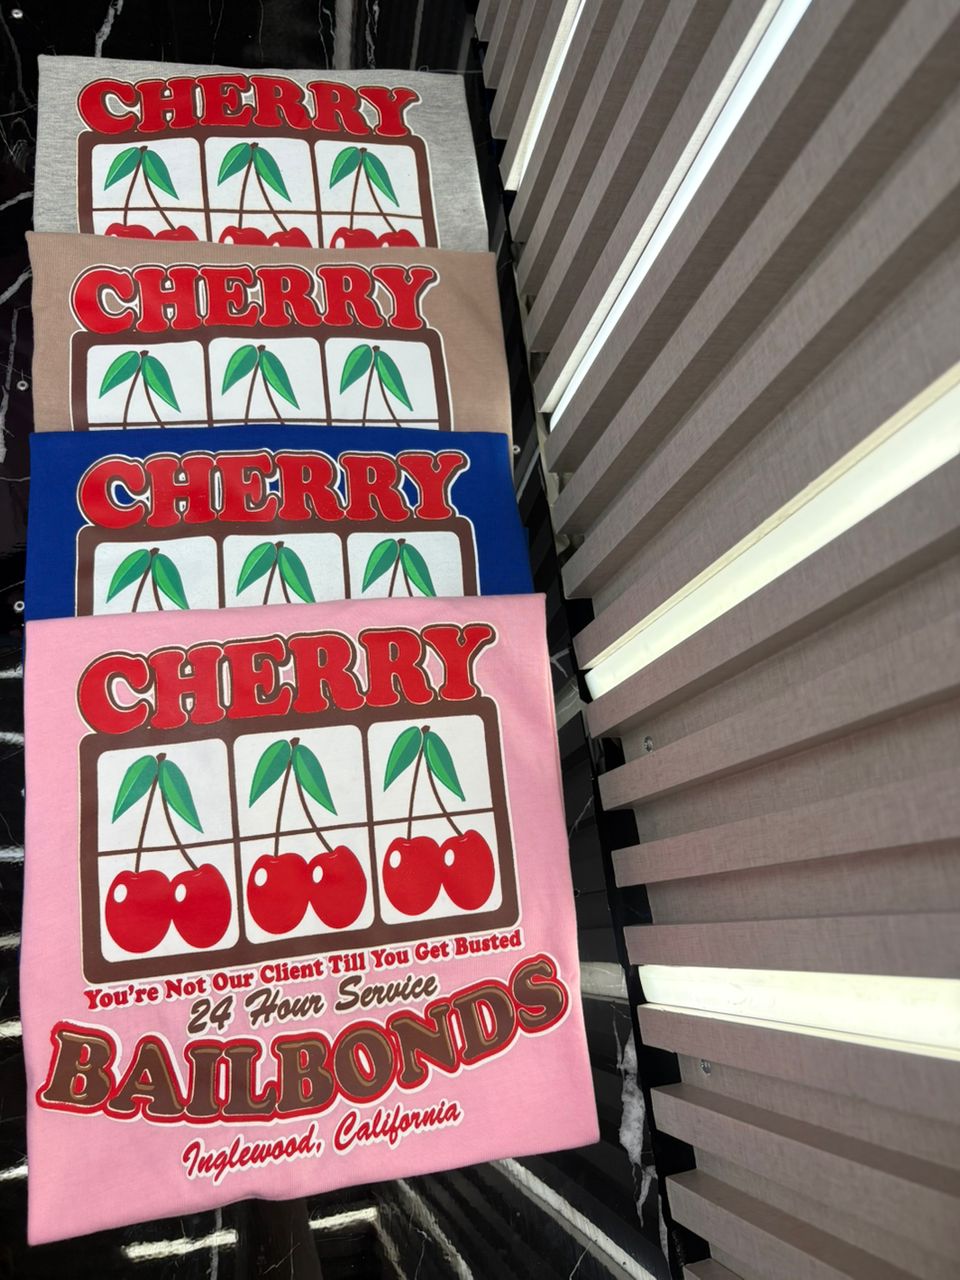 CHERRY
CHERRY
CHERRY
CHERRY
You're Not Our Client Till You Get Busted
24 Hour Service
BAILBONDS
Inglewood, California